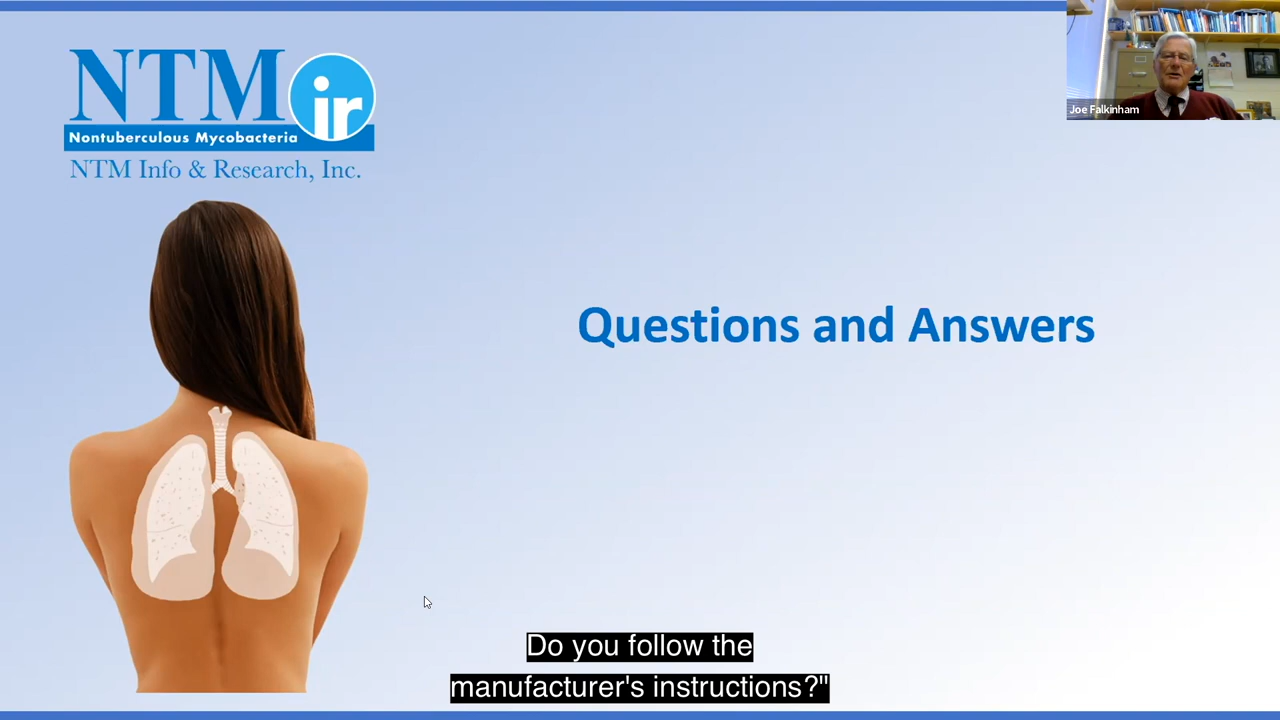 NTM
ir
Nontuberculous Mycobacteria
NTM Info & Research, Inc.
Joe Falkinham
Questions and Answers
Do you follow the
manufacturer's instructions?"